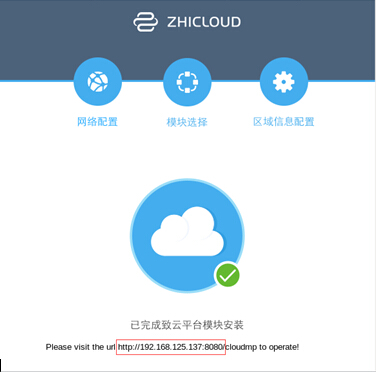 ZHICLOUD
网络配置 模块选择 区域信息配置
已完成致云平台模块安装
Please visit the url http://192.168.125.137:8080/cloudmp to operate!